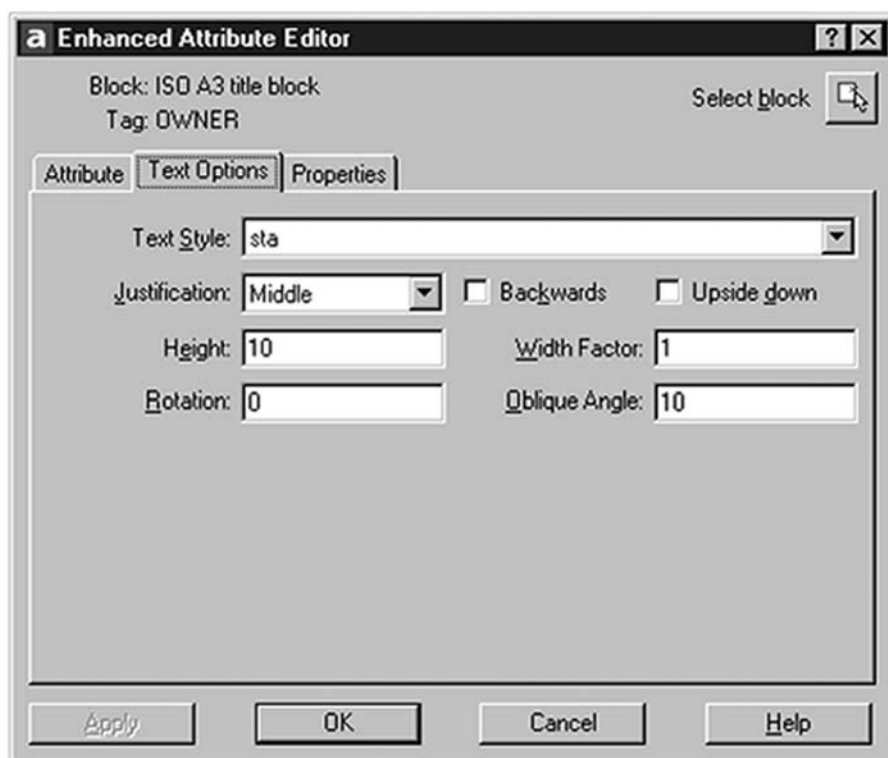 a Enhanced Attribute Editor ? X
Block: ISO A3 title block
Tag: OWNER
Select block
Attribute Text Options Properties
Text Style: sta
Justification: Middle Backwards Upside down
Height: 10 Width Factor: 1
Rotation: 0 Oblique Angle: 10
Apply OK Cancel Help